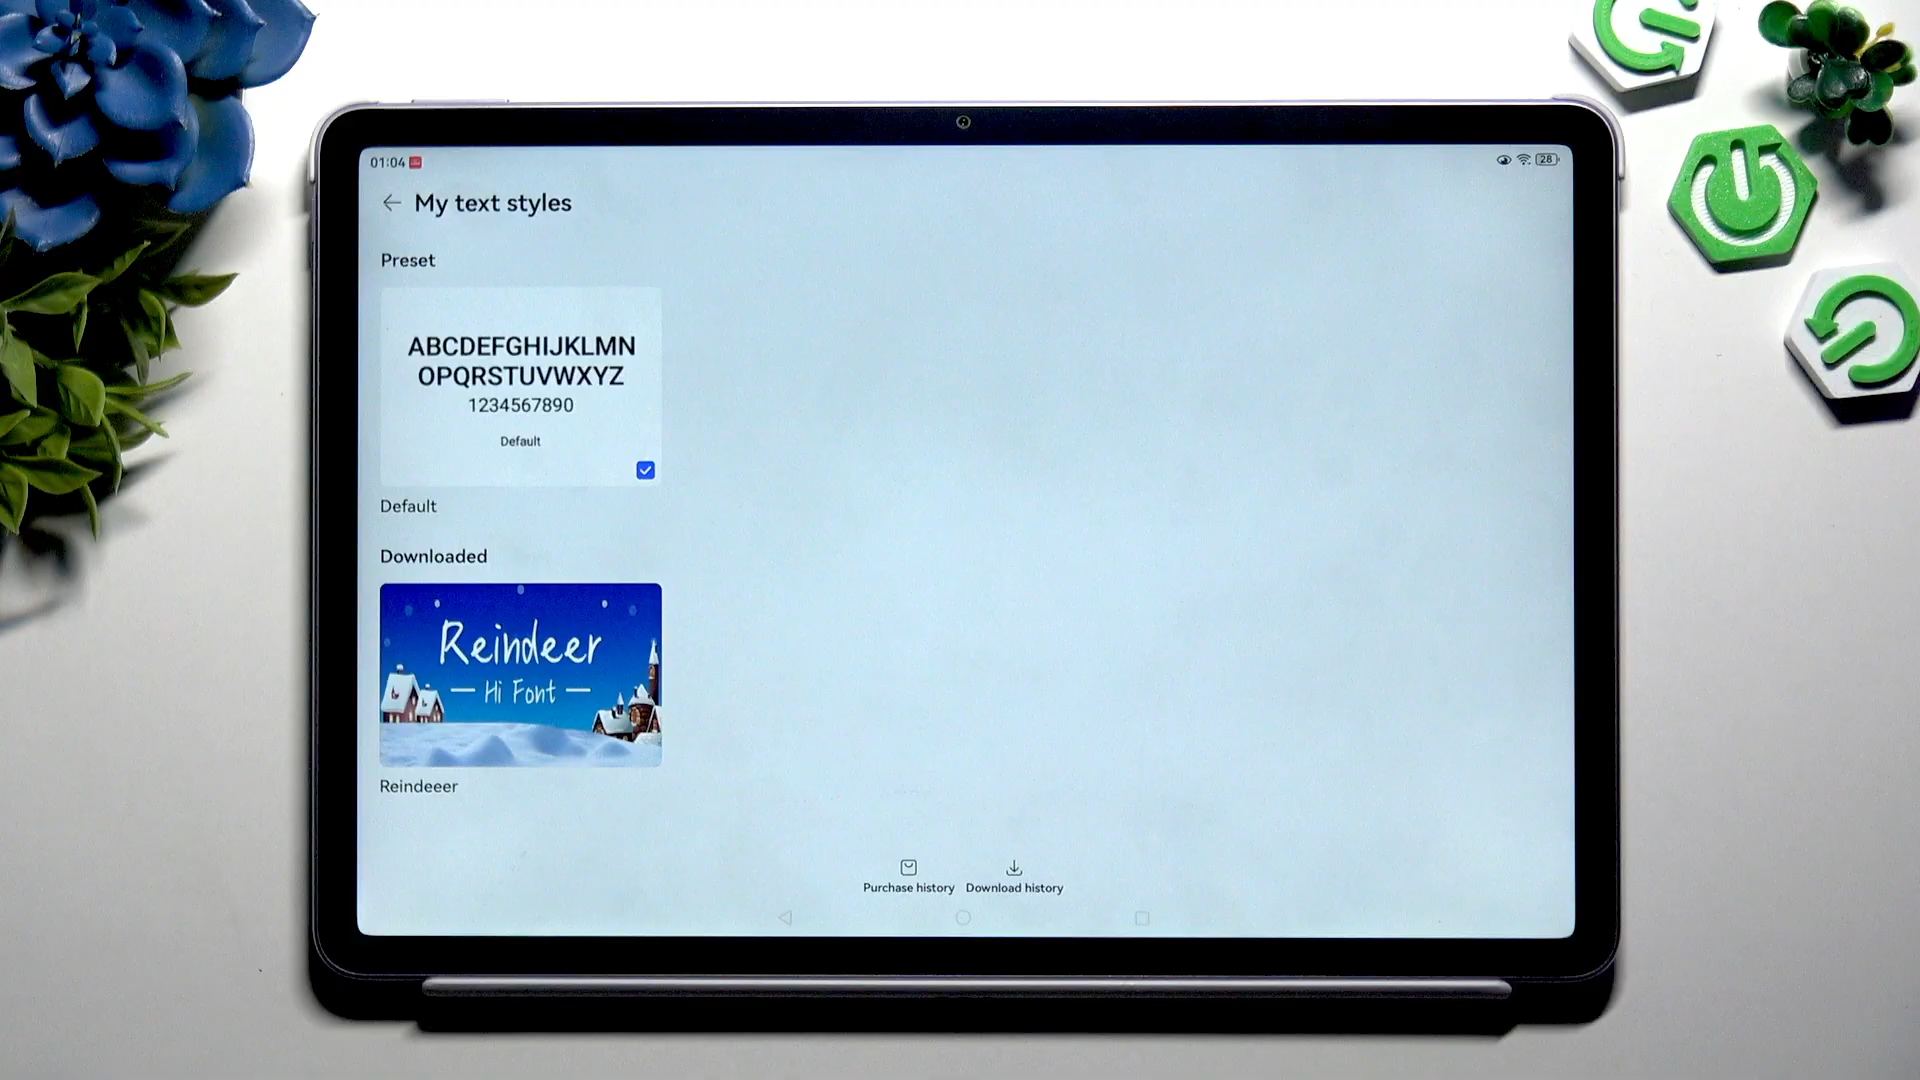 01:04
28
My text styles
Preset
ABCDEFGHIJKLMN
OPQRSTUVWXYZ
1234567890
Default
Default
Downloaded
Reindeer
— Hi Font —
Reindeeer
Purchase history
Download history